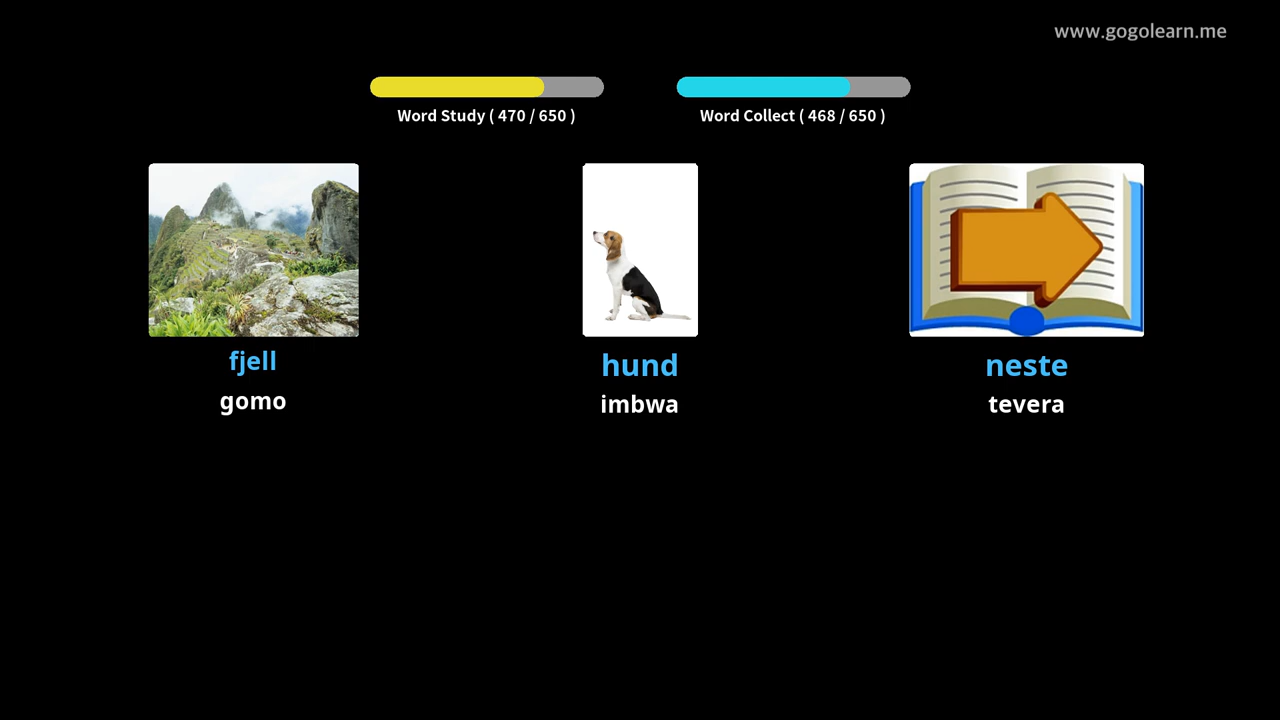 www.gogolearn.me
Word Study ( 470 / 650 )
Word Collect ( 468 / 650 )
fjell
gomo
hund
imbwa
neste
tevera